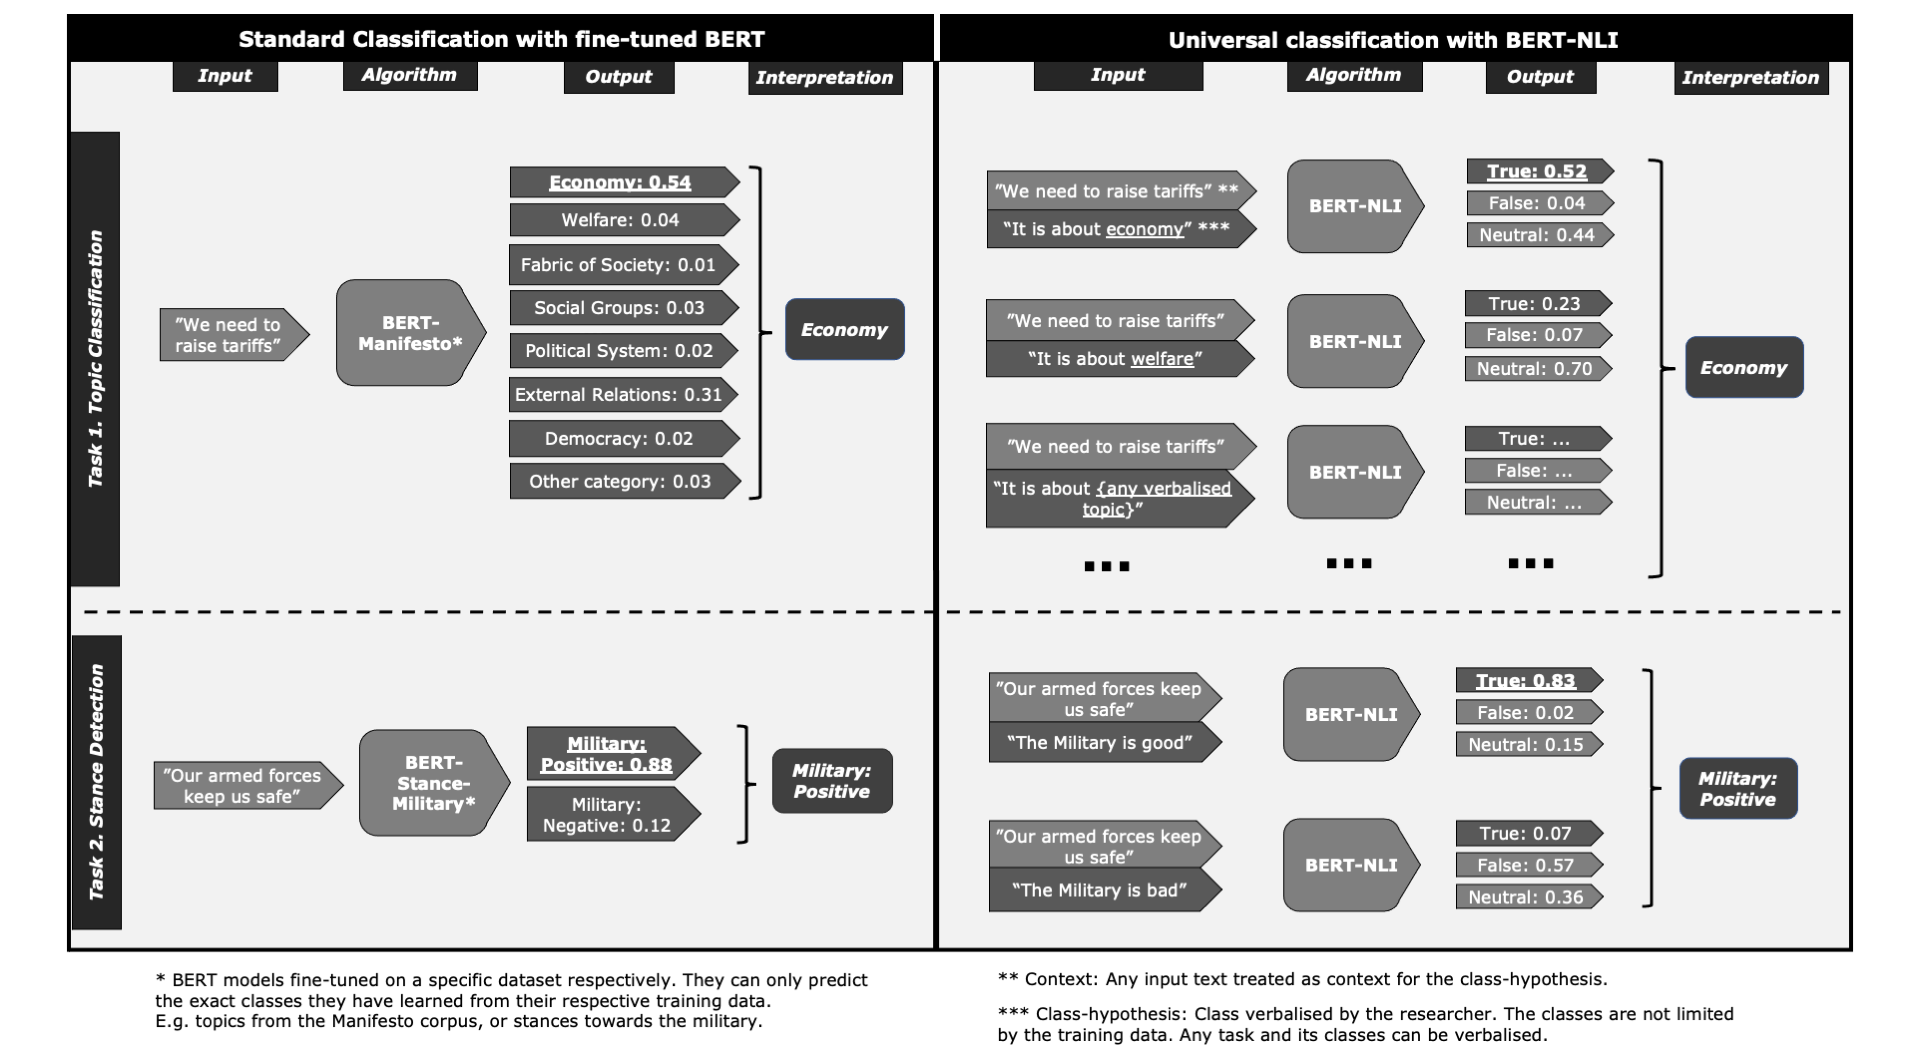 Standard Classification with fine-tuned BERT
Input
Algorithm
Output
Interpretation
Task 1. Topic Classification
"We need to
raise tariffs"
BERT-
Manifesto*
Economy: 0.54
Welfare: 0.04
Fabric of Society: 0.01
Social Groups: 0.03
Political System: 0.02
External Relations: 0.31
Democracy: 0.02
Other category: 0.03
Economy
Task 2. Stance Detection
"Our armed forces
keep us safe"
BERT-
Stance-
Military*
Military:
Positive: 0.88
Military:
Negative: 0.12
Military:
Positive
* BERT models fine-tuned on a specific dataset respectively. They can only predict
the exact classes they have learned from their respective training data.
E.g. topics from the Manifesto corpus, or stances towards the military.
Universal classification with BERT-NLI
Input
Algorithm
Output
Interpretation
"We need to raise tariffs" **
"It is about economy" ***
BERT-NLI
True: 0.52
False: 0.04
Neutral: 0.44
"We need to raise tariffs"
"It is about welfare"
BERT-NLI
True: 0.23
False: 0.07
Neutral: 0.70
"We need to raise tariffs"
"It is about {any verbalised
topic}"
BERT-NLI
True: ...
False: ...
Neutral: ...
... ... ...
Economy
"Our armed forces keep
us safe"
"The Military is good"
BERT-NLI
True: 0.83
False: 0.02
Neutral: 0.15
"Our armed forces keep
us safe"
"The Military is bad"
BERT-NLI
True: 0.07
False: 0.57
Neutral: 0.36
Military:
Positive
** Context: Any input text treated as context for the class-hypothesis.
*** Class-hypothesis: Class verbalised by the researcher. The classes are not limited
by the training data. Any task and its classes can be verbalised.